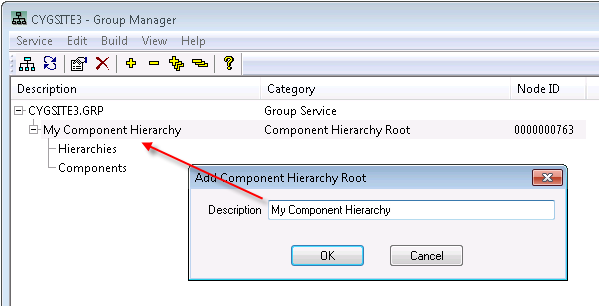 CYGSITE3 - Group Manager
Service Edit Build View Help
Description Category Node ID
CYGSITE3.GRP Group Service
My Component Hierarchy Component Hierarchy Root 0000000763
Hierarchies
Components
Add Component Hierarchy Root
Description My Component Hierarchy
OK Cancel